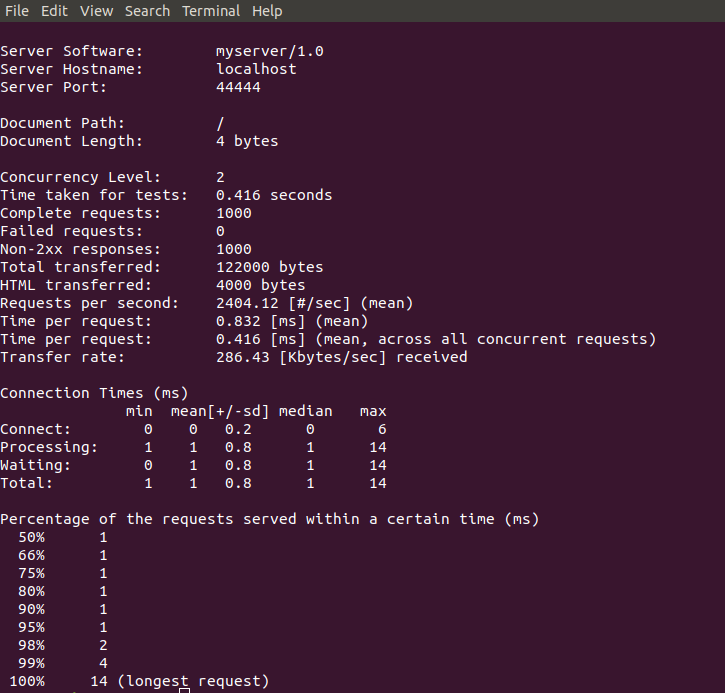 File Edit View Search Terminal Help
Server Software: myserver/1.0
Server Hostname: localhost
Server Port: 44444
Document Path: /
Document Length: 4 bytes
Concurrency Level: 2
Time taken for tests: 0.416 seconds
Complete requests: 1000
Failed requests: 0
Non-2xx responses: 1000
Total transferred: 122000 bytes
HTML transferred: 4000 bytes
Requests per second: 2404.12 [#/sec] (mean)
Time per request: 0.832 [ms] (mean)
Time per request: 0.416 [ms] (mean, across all concurrent requests)
Transfer rate: 286.43 [Kbytes/sec] received
Connection Times (ms)
min mean[+/-sd] median max
Connect: 0 0 0.2 0 6
Processing: 1 1 0.8 1 14
Waiting: 0 1 0.8 1 14
Total: 1 1 0.8 1 14
Percentage of the requests served within a certain time (ms)
50% 1
66% 1
75% 1
80% 1
90% 1
95% 1
98% 2
99% 4
100% 14 (longest request)